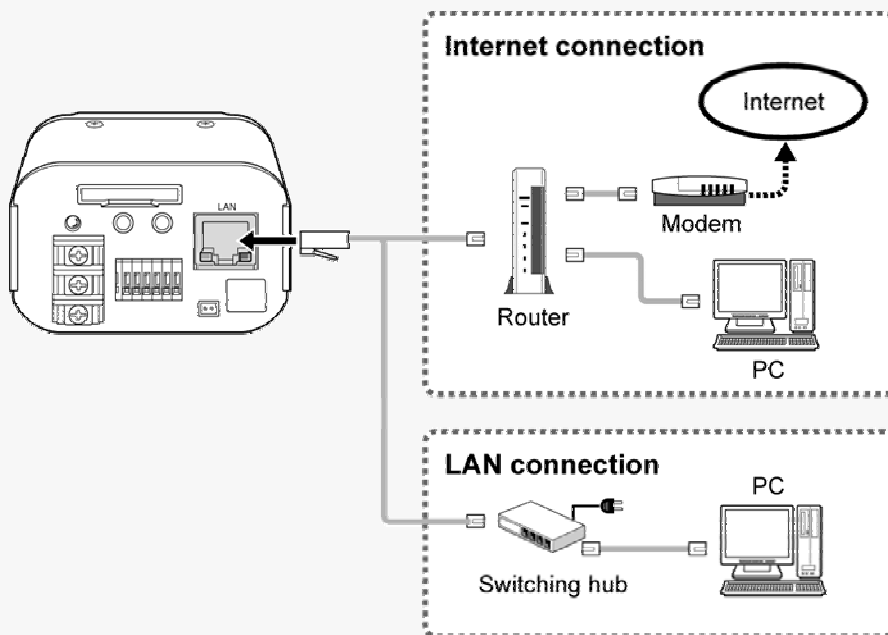 Internet connection
Internet
LAN
Modem
Router
PC
LAN connection
PC
Switching hub